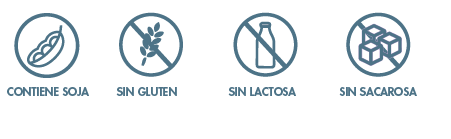 CONTIENE SOJA
SIN GLUTEN
SIN LACTOSA
SIN SACAROSA